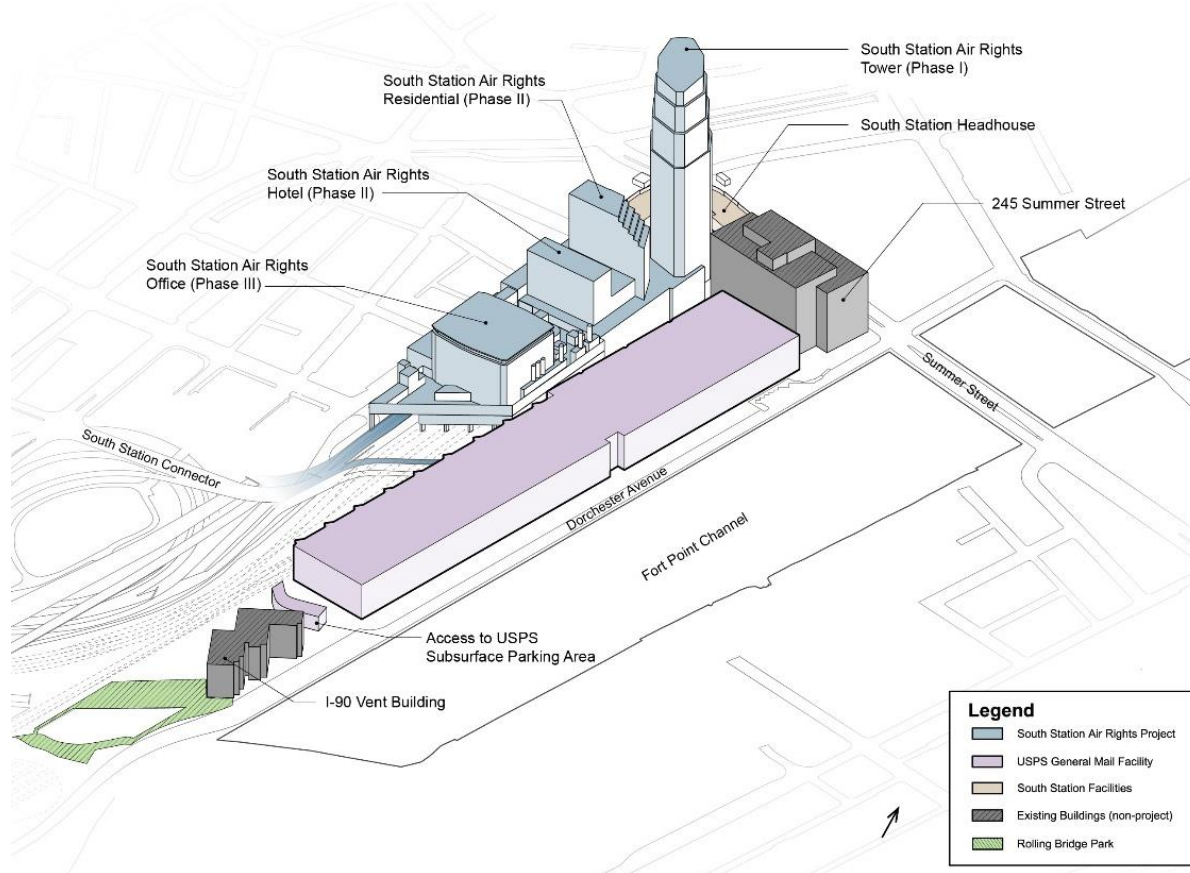 South Station Air Rights
Tower (Phase I)
South Station Air Rights
Residential (Phase II)
South Station Headhouse
South Station Air Rights
Hotel (Phase II)
245 Summer Street
South Station Air Rights
Office (Phase III)
Summer Street
South Station Connector
Dorchester Avenue
Fort Point Channel
Access to USPS
Subsurface Parking Area
I-90 Vent Building
Legend
South Station Air Rights Project
USPS General Mail Facility
South Station Facilities
Existing Buildings (non-project)
Rolling Bridge Park